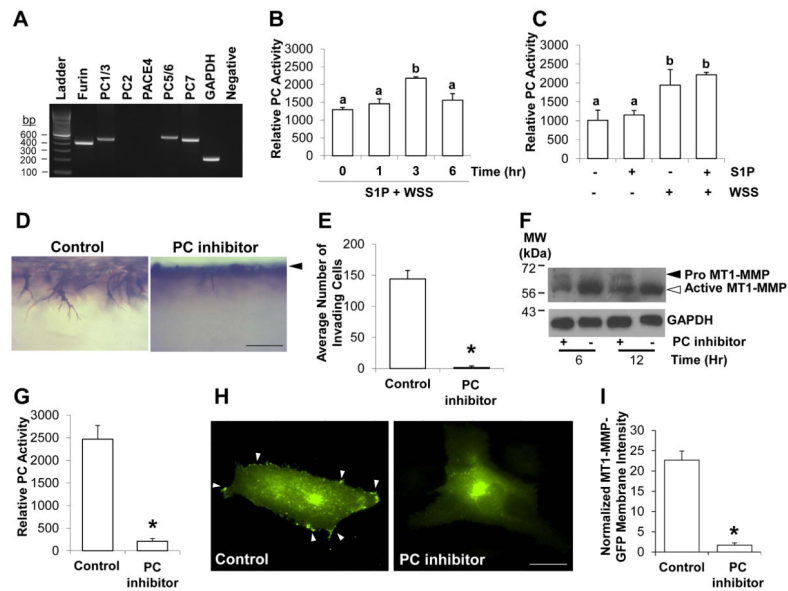 A
Ladder
Furin
PC1/3
PC2
PACE4
PC5/6
PC7
GAPDH
Negative
bp
600
400
300
200
100
B
Relative PC Activity
3000
2500
2000
1500
1000
500
0
a
a
b
a
0 1 3 6 Time (hr)
S1P + WSS
C
Relative PC Activity
3000
2500
2000
1500
1000
500
0
a
a
b
b
- + - + S1P
- - + + WSS
D
Control
PC inhibitor
E
Average Number of
Invading Cells
200
150
100
50
0
*
Control
PC
inhibitor
F
MW
(kDa)
72
56
43
Pro MT1-MMP
Active MT1-MMP
GAPDH
+ - + - PC inhibitor
6 12 Time (Hr)
G
Relative PC Activity
3000
2500
2000
1500
1000
500
0
*
Control
PC
inhibitor
H
Control
PC inhibitor
I
Normalized MT1-MMP-
GFP Membrane Intensity
30
25
20
15
10
5
0
*
Control
PC
inhibitor